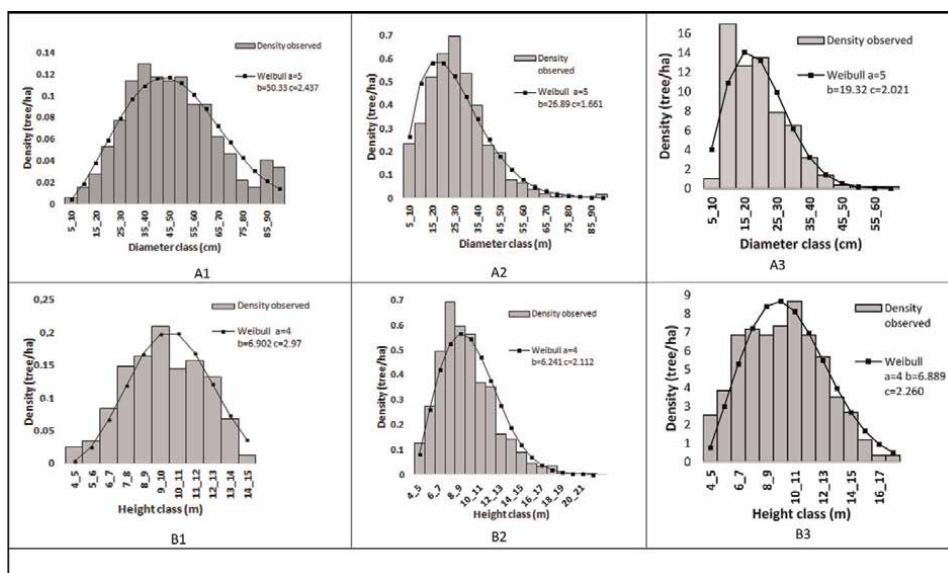 0.14
0.12
0.1
0.08
0.06
0.04
0.02
0
Density (tree/ha)
Density observed
Weibull a=5
b=50.33 c=2.437
5_10
15_20
25_30
35_40
45_50
55_60
65_70
75_80
85_90
Diameter class (cm)
A1
0.7
0.6
0.5
0.4
0.3
0.2
0.1
0.0
Density (tree/ha)
Density
observed
Weibull a=5
b=26.89 c=1.661
5_10
15_20
25_30
35_40
45_50
55_60
65_70
75_80
85_90
Diameter class (m)
A2
16
14
12
10
8
6
4
2
0
Density (tree/ha)
Density observed
Weibull a=5
b=19.32 c=2.021
5_10
15_20
25_30
35_40
45_50
55_60
Diameter class (cm)
A3
0,25
0,2
0,15
0,1
0,05
0
Density (tree/ha)
Density observed
Weibull a=4
b=6.902 c=2.97
4_5
5_6
6_7
7_8
8_9
9_10
10_11
11_12
12_13
13_14
14_15
Height class (m)
B1
0.7
0.6
0.5
0.4
0.3
0.2
0.1
0
Density (tree/ha)
Density observed
Weibull a=4
b=6.241 c=2.112
4_5
6_7
8_9
10_11
12_13
14_15
16_17
18_19
20_21
Height class (m)
B2
9
8
7
6
5
4
3
2
1
0
Density (tree/ha)
Density
observed
Weibull
a=4 b=6.889
c=2.260
4_5
6_7
8_9
10_11
12_13
14_15
16_17
Height class (m)
B3